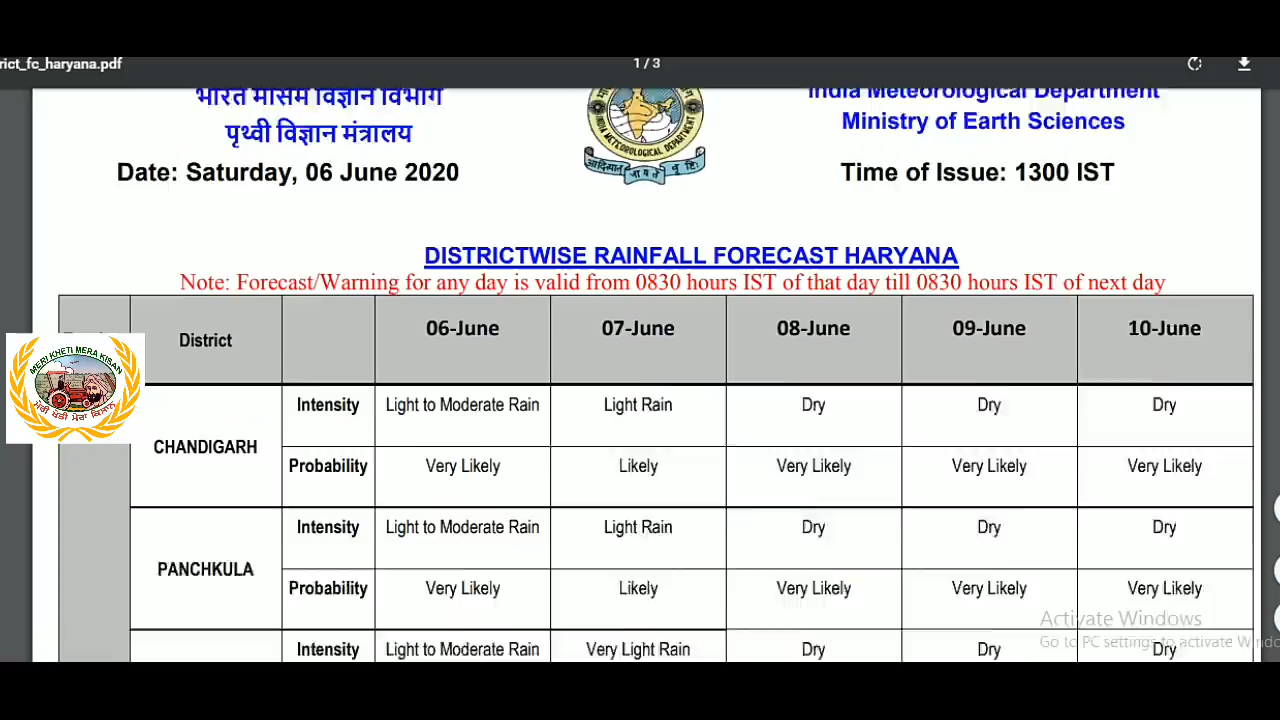 rict_fc_haryana.pdf
1 / 3
भारत मौसम विज्ञान विभाग
India Meteorological Department
पृथ्वी विज्ञान मंत्रालय
Ministry of Earth Sciences
INDIA METEOROLOGICAL DEPARTMENT
Date: Saturday, 06 June 2020
Time of Issue: 1300 IST
DISTRICTWISE RAINFALL FORECAST HARYANA
Note: Forecast/Warning for any day is valid from 0830 hours IST of that day till 0830 hours IST of next day
District 06-June 07-June 08-June 09-June 10-June
MERI KHETI MERA KISAN
ਮੇਰੀ ਖੇਤੀ ਮੇਰਾ ਕਿਸਾਨ
CHANDIGARH
Intensity Light to Moderate Rain Light Rain Dry Dry Dry
Probability Very Likely Likely Very Likely Very Likely Very Likely
PANCHKULA
Intensity Light to Moderate Rain Light Rain Dry Dry Dry
Probability Very Likely Likely Very Likely Very Likely Very Likely
Intensity Light to Moderate Rain Very Light Rain Dry Dry Dry
Activate Windows
Go to PC settings to activate Windo